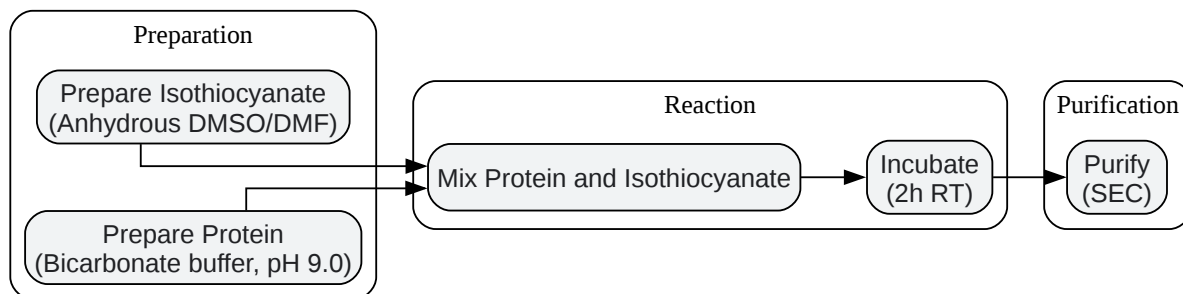 Preparation
Prepare Isothiocyanate
(Anhydrous DMSO/DMF)
Prepare Protein
(Bicarbonate buffer, pH 9.0)
Reaction
Mix Protein and Isothiocyanate
Incubate
(2h RT)
Purification
Purify
(SEC)